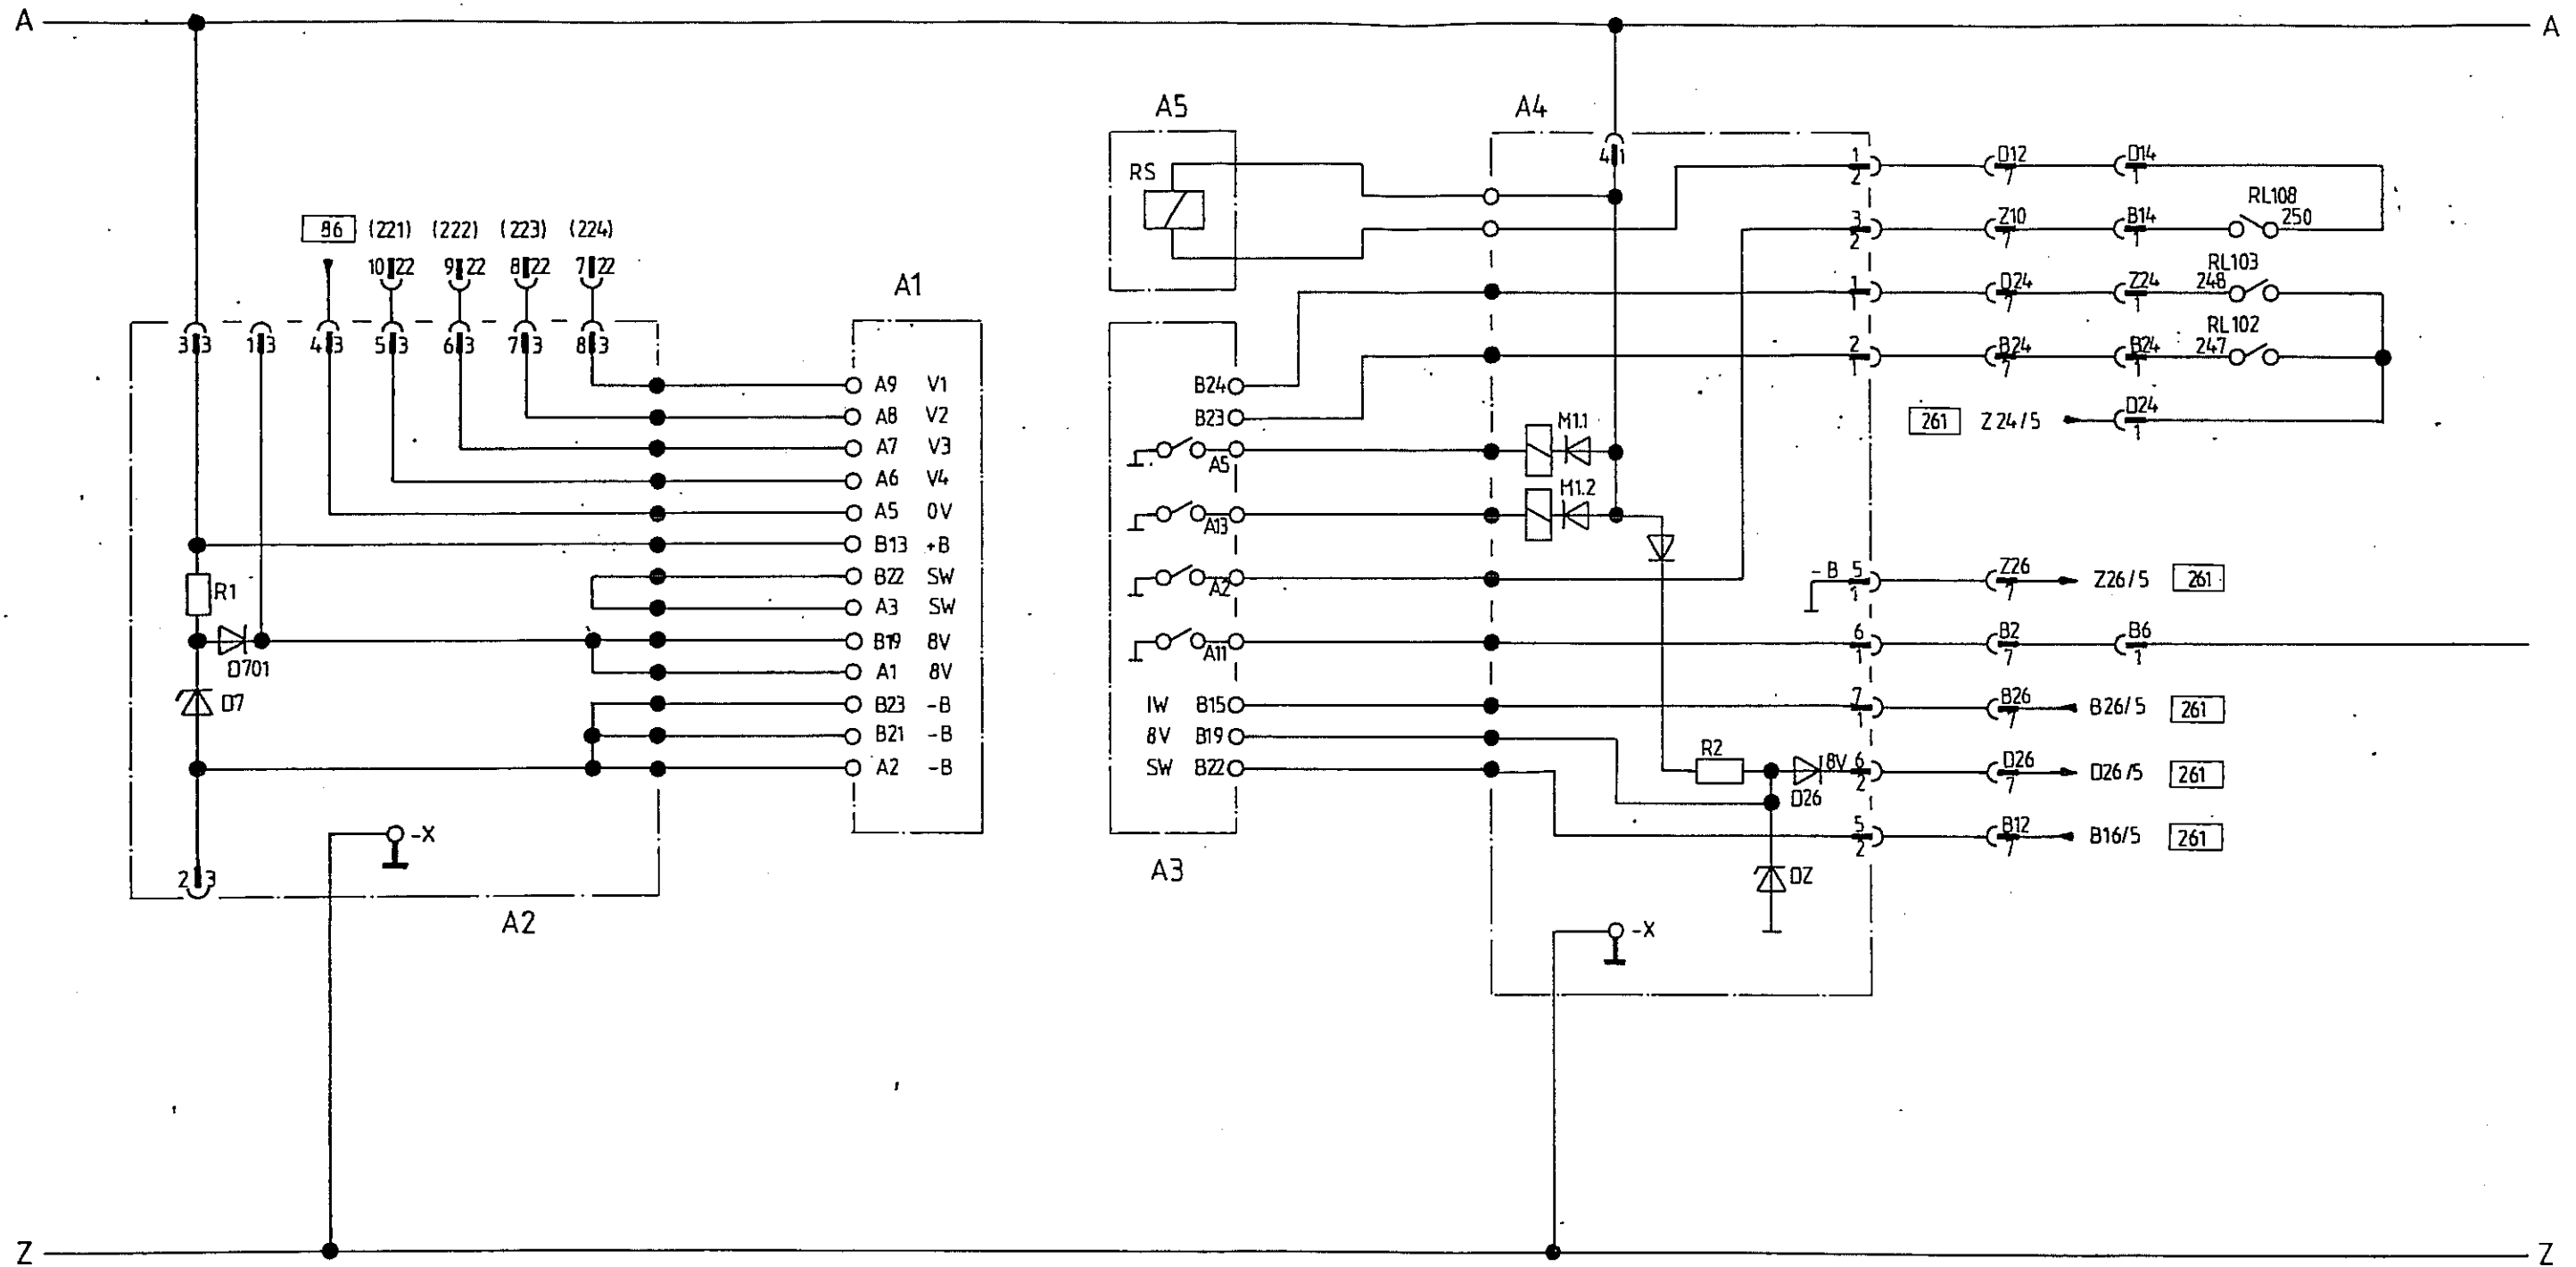 A A
A5 A4
4 1
1 2 D12 7 D14 1
RS
RL108
86 (221) (222) (223) (224)
3 2 Z10 7 B14 1 250
10 22 9 22 8 22 7 22
RL103
A1
1 1 D24 7 Z24 1 248
RL102
3 3 1 3 4 3 5 3 6 3 7 3 8 3
2 1 B24 7 B24 1 247
A9 V1
B24
A8 V2
B23
261 Z24/5 D24 1
M1.1
A7 V3
A5
A6 V4
M1.2
A5 0V
A13
B13 +B
B22 SW
A2
-B 5 1 Z26 7 Z26/5 261
R1
A3 SW
B19 8V
A11
6 1 B2 7 B6 1
D701
A1 8V
D7
B23 -B
1W B15
7 1 B26 7 B26/5 261
B21 -B
8V B19
R2
A2 -B
SW B22
8V 6 2 D26 7 D26/5 261
D26
-X
5 2 B12 7 B16/5 261
A3
DZ
2 3
A2
-X
Z Z